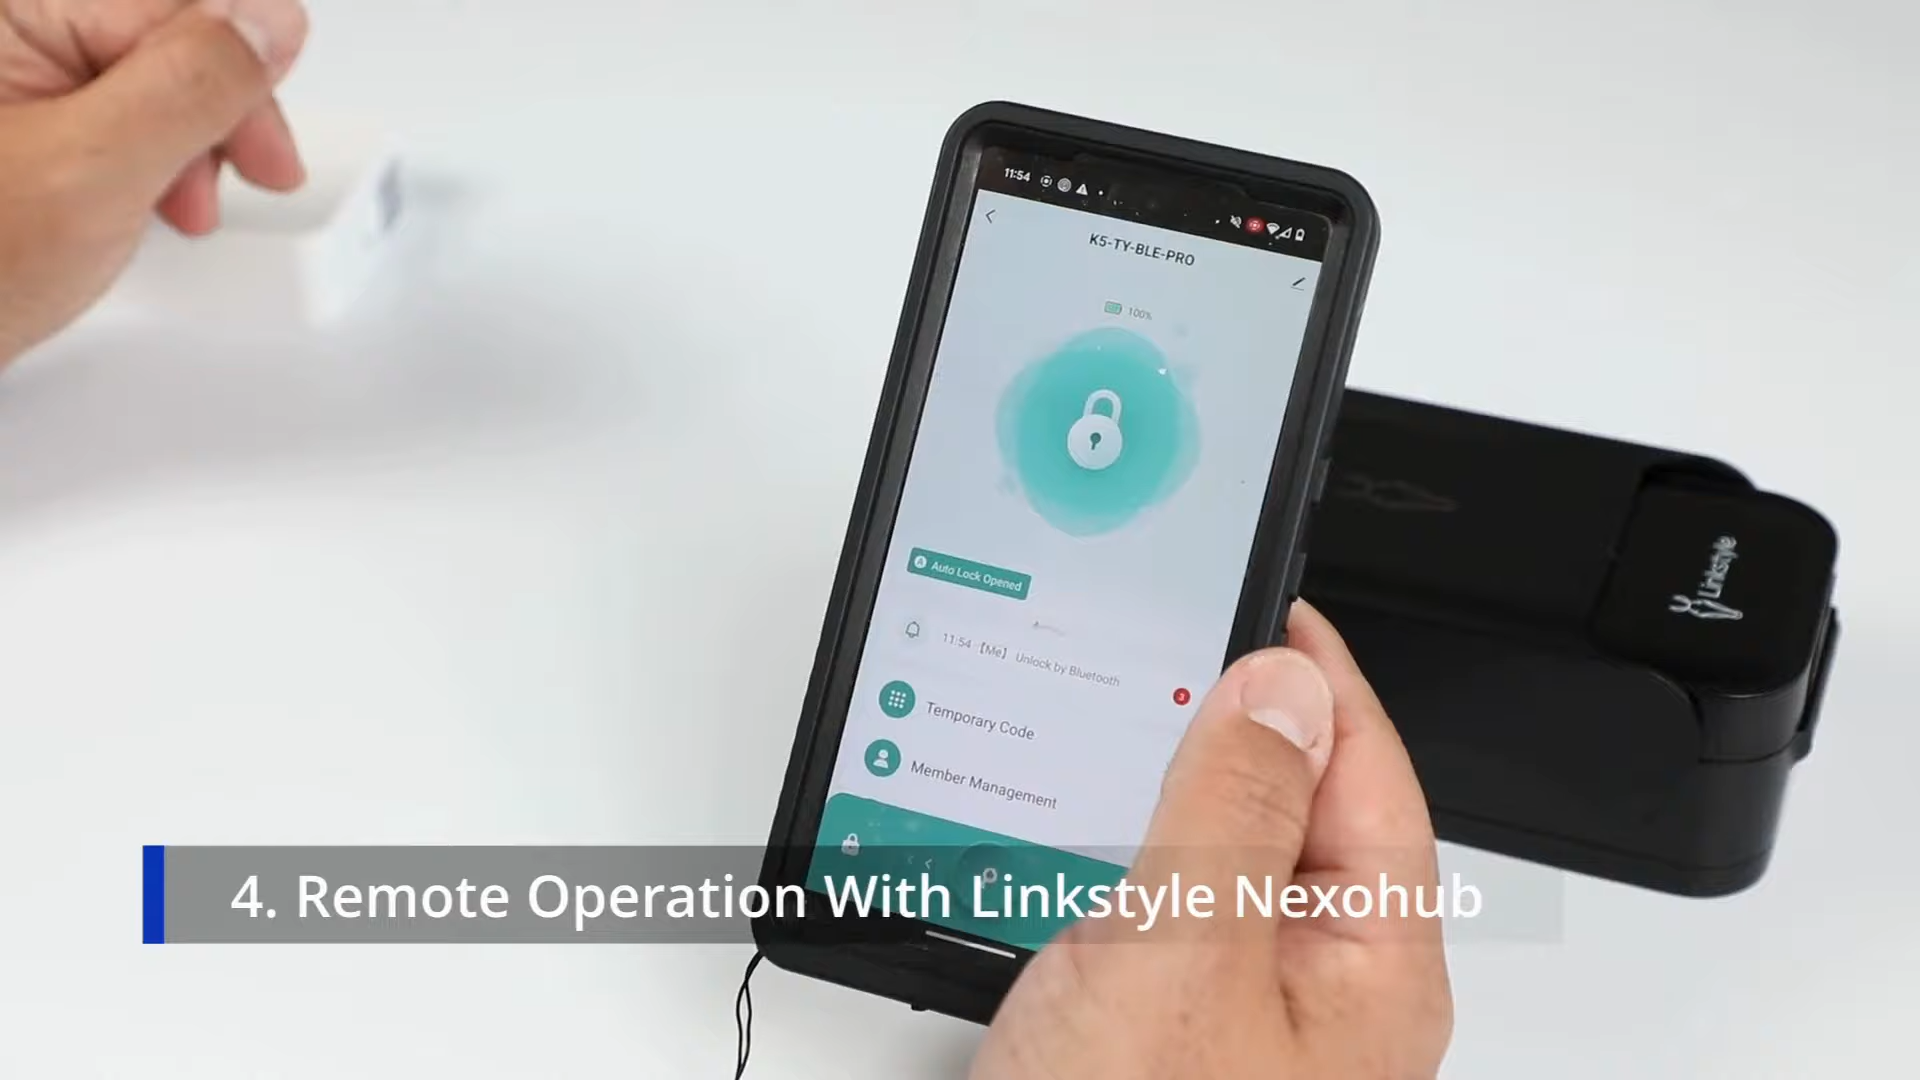 11:54
K5-TY-BLE-PRO
100%
Auto Lock Opened
11:54 【Me】 Unlock by Bluetooth
3
Temporary Code
Member Management
Linkstyle
4. Remote Operation With Linkstyle Nexohub